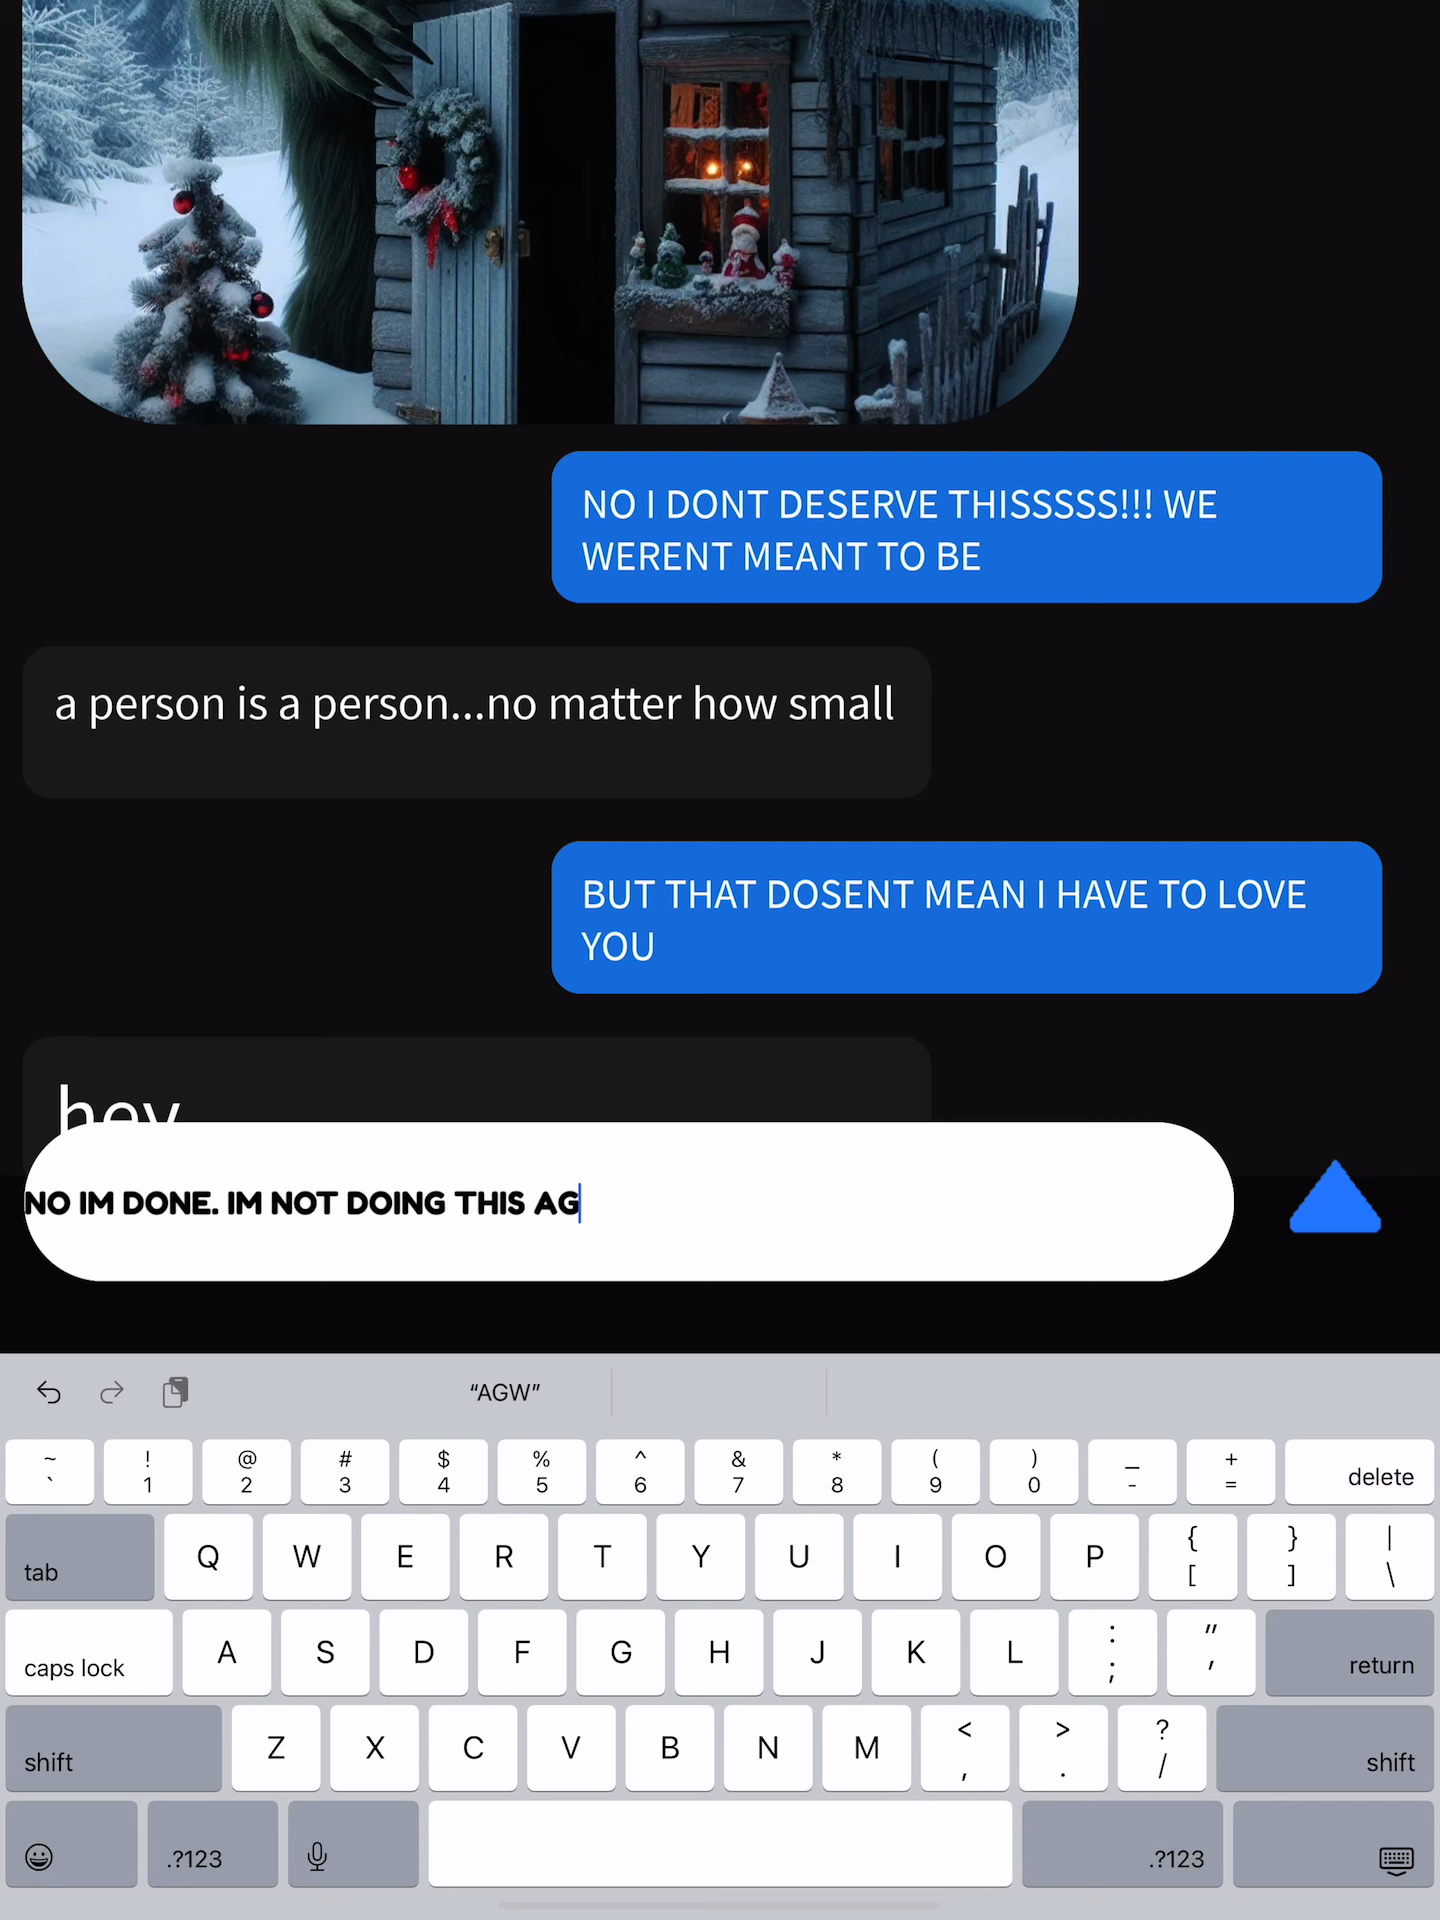 NO I DONT DESERVE THISSSSS!!! WE
WERENT MEANT TO BE
a person is a person...no matter how small
BUT THAT DOSENT MEAN I HAVE TO LOVE
YOU
hey
NO IM DONE. IM NOT DOING THIS AG
“AGW”
~ ! @ # $ % ^ & * ( ) _ +
` 1 2 3 4 5 6 7 8 9 0 - = delete
tab Q W E R T Y U I O P { [ } ] | \
caps lock A S D F G H J K L : ; " ' return
shift Z X C V B N M < , > . ? / shift
.?123 .?123